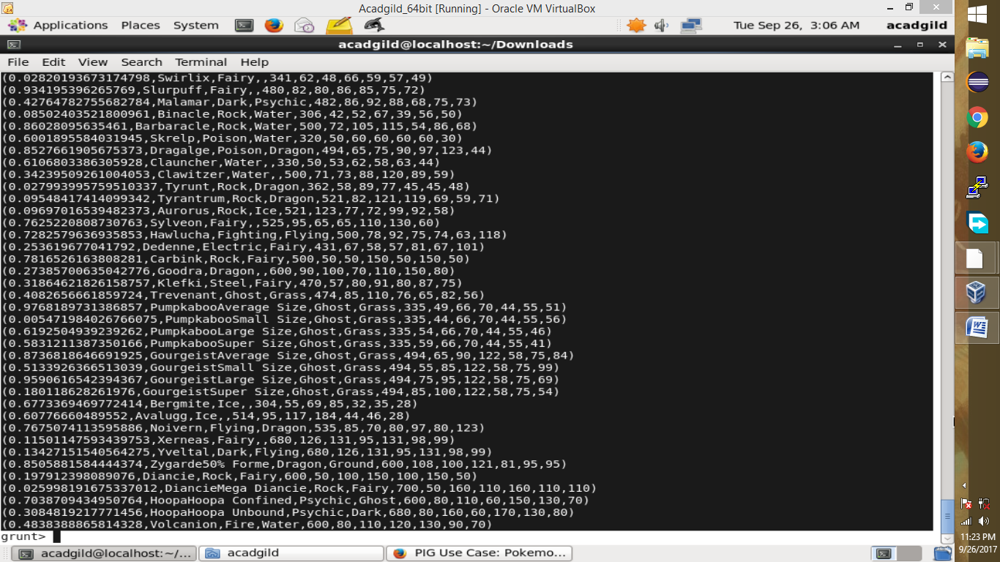 Acadgild_64bit [Running] - Oracle VM VirtualBox
Applications Places System Tue Sep 26, 3:06 AM acadgild
acadgild@localhost:~/Downloads
File Edit View Search Terminal Help
(0.02820193673174798,Swirlix,Fairy,,341,62,48,66,59,57,49)
(0.934195396265769,Slurpuff,Fairy,,480,82,80,86,85,75,72)
(0.42764782755682784,Malamar,Dark,Psychic,482,86,92,88,68,75,73)
(0.08502403521800961,Binacle,Rock,Water,306,42,52,67,39,56,50)
(0.86028095635461,Barbaracle,Rock,Water,500,72,105,115,54,86,68)
(0.6001895584031945,Skrelp,Poison,Water,320,50,60,60,60,60,30)
(0.8527661905675373,Dragalge,Poison,Dragon,494,65,75,90,97,123,44)
(0.6106803386305928,Clauncher,Water,,330,50,53,62,58,63,44)
(0.34239509261004053,Clawitzer,Water,,500,71,73,88,120,89,59)
(0.027993995759510337,Tyrunt,Rock,Dragon,362,58,89,77,45,45,48)
(0.09548417414099342,Tyrantrum,Rock,Dragon,521,82,121,119,69,59,71)
(0.09697016539482373,Aurorus,Rock,Ice,521,123,77,72,99,92,58)
(0.7625220808730763,Sylveon,Fairy,,525,95,65,65,110,130,60)
(0.7282579636935853,Hawlucha,Fighting,Flying,500,78,92,75,74,63,118)
(0.253619677041792,Dedenne,Electric,Fairy,431,67,58,57,81,67,101)
(0.7816526163808281,Carbink,Rock,Fairy,500,50,50,150,50,150,50)
(0.27385700635042776,Goodra,Dragon,,600,90,100,70,110,150,80)
(0.31864621826158757,Klefki,Steel,Fairy,470,57,80,91,80,87,75)
(0.4082656661859724,Trevenant,Ghost,Grass,474,85,110,76,65,82,56)
(0.9768189731386857,PumpkabooAverage Size,Ghost,Grass,335,49,66,70,44,55,51)
(0.005471984026766075,PumpkabooSmall Size,Ghost,Grass,335,44,66,70,44,55,56)
(0.6192504939239262,PumpkabooLarge Size,Ghost,Grass,335,54,66,70,44,55,46)
(0.5831211387350166,PumpkabooSuper Size,Ghost,Grass,335,59,66,70,44,55,41)
(0.8736818646691925,GourgeistAverage Size,Ghost,Grass,494,65,90,122,58,75,84)
(0.5133926366513039,GourgeistSmall Size,Ghost,Grass,494,55,85,122,58,75,99)
(0.9590616542394367,GourgeistLarge Size,Ghost,Grass,494,75,95,122,58,75,69)
(0.180118628261976,GourgeistSuper Size,Ghost,Grass,494,85,100,122,58,75,54)
(0.6773369469772414,Bergmite,Ice,,304,55,69,85,32,35,28)
(0.60776660489552,Avalugg,Ice,,514,95,117,184,44,46,28)
(0.7675074113595886,Noivern,Flying,Dragon,535,85,70,80,97,80,123)
(0.11501147593439753,Xerneas,Fairy,,680,126,131,95,131,98,99)
(0.13427151540564275,Yveltal,Dark,Flying,680,126,131,95,131,98,99)
(0.8505881584444374,Zygarde50% Forme,Dragon,Ground,600,108,100,121,81,95,95)
(0.197912398089076,Diancie,Rock,Fairy,600,50,100,150,100,150,50)
(0.025998191675337012,DiancieMega Diancie,Rock,Fairy,700,50,160,110,160,110,110)
(0.7038709434950764,HoopaHoopa Confined,Psychic,Ghost,600,80,110,60,150,130,70)
(0.3084819217771456,HoopaHoopa Unbound,Psychic,Dark,680,80,160,60,170,130,80)
(0.4838388865814328,Volcanion,Fire,Water,600,80,110,120,130,90,70)
grunt>
acadgild@localhost:~/... acadgild PIG Use Case: Pokemo...
11:23 PM
9/26/2017